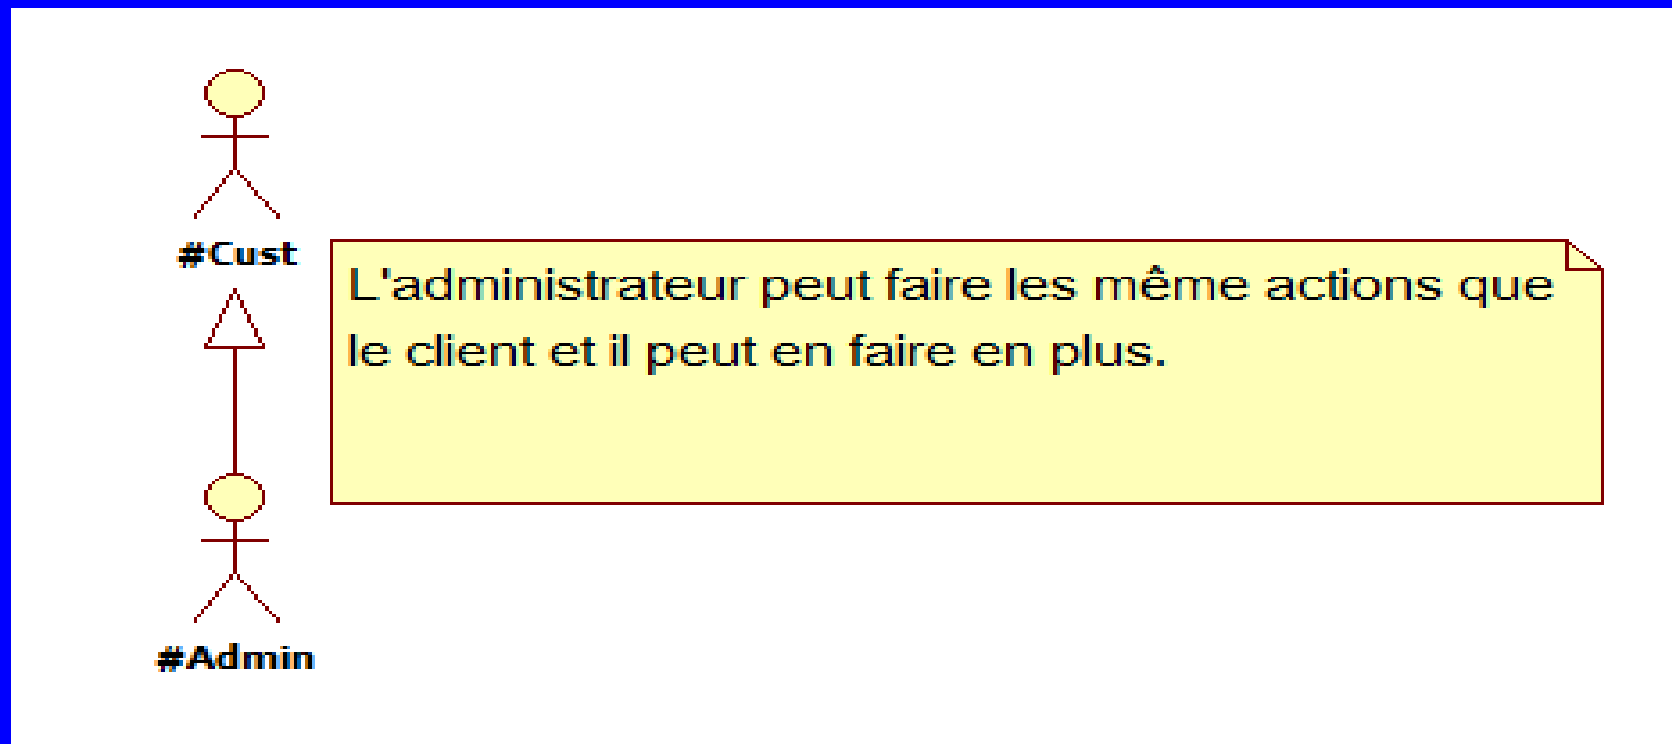 #Cust
L'administrateur peut faire les même actions que
le client et il peut en faire en plus.
#Admin